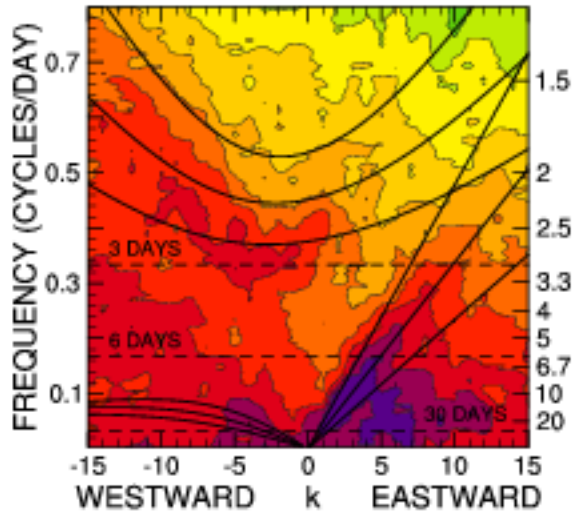 FREQUENCY (CYCLES/DAY)
0.7
0.5
0.3
0.1
1.5
2
2.5
3.3
4
5
6.7
10
20
3 DAYS
6 DAYS
30 DAYS
-15 -10 -5 0 5 10 15
WESTWARD k EASTWARD